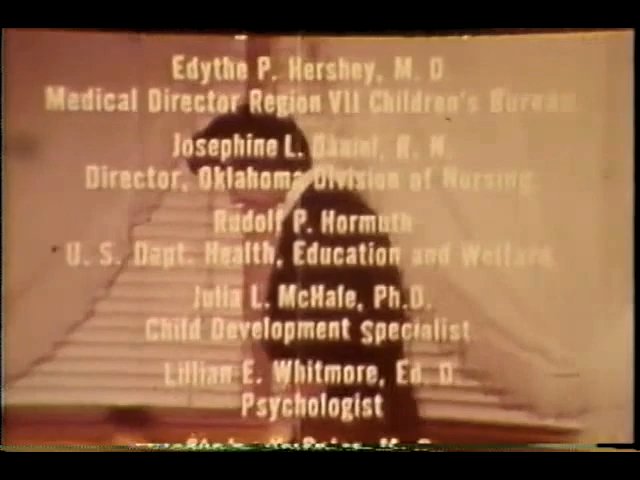 Edythe P. Hershey, M. D.
Medical Director Region VII Children's Bureau
Josephine L. Daniel, R. N.
Director, Oklahoma Division of Nursing
Rudolf P. Hormuth
U. S. Dept. Health, Education and Welfare
Julia L. McHale, Ph.D.
Child Development Specialist
Lillian E. Whitmore, Ed. D.
Psychologist